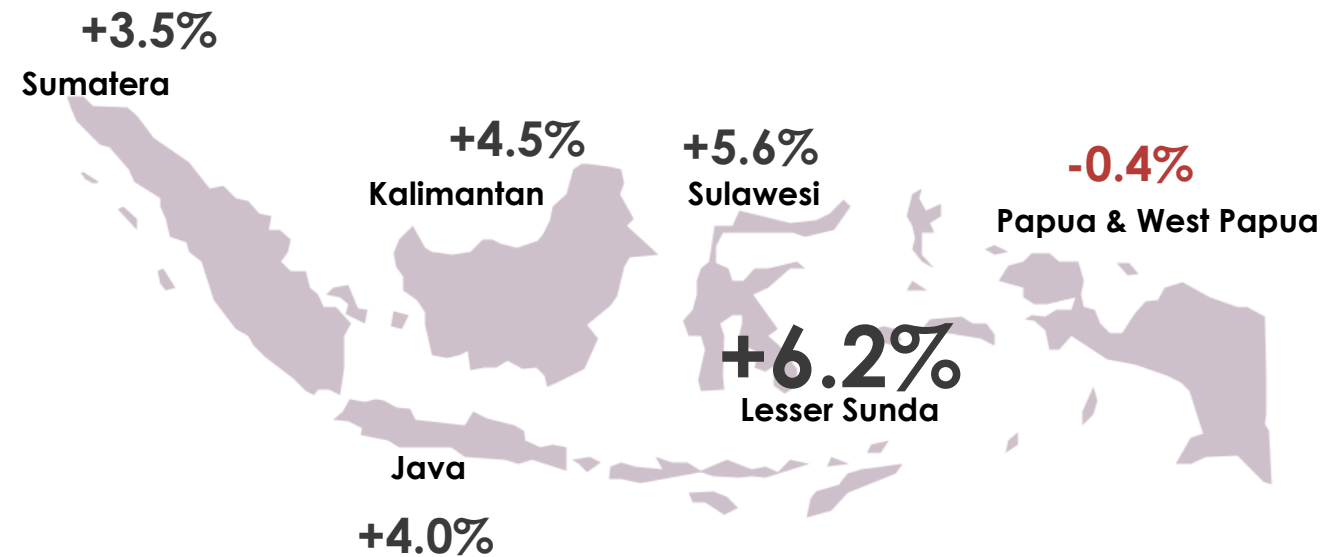 +3.5%
Sumatera
+4.5%
Kalimantan
+5.6%
Sulawesi
-0.4%
Papua & West Papua
+6.2%
Lesser Sunda
Java
+4.0%